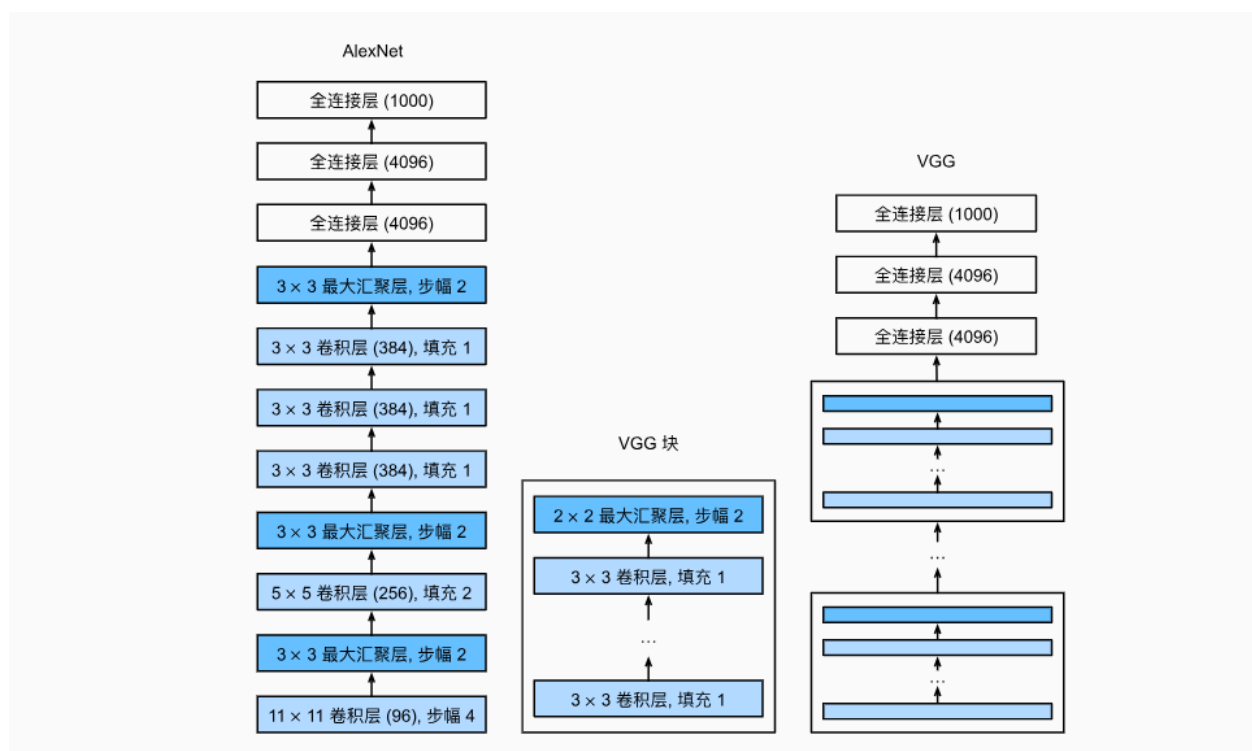 AlexNet
全连接层 (1000)
全连接层 (4096)
全连接层 (4096)
3 × 3 最大汇聚层, 步幅 2
3 × 3 卷积层 (384), 填充 1
3 × 3 卷积层 (384), 填充 1
3 × 3 卷积层 (384), 填充 1
3 × 3 最大汇聚层, 步幅 2
5 × 5 卷积层 (256), 填充 2
3 × 3 最大汇聚层, 步幅 2
11 × 11 卷积层 (96), 步幅 4
VGG 块
2 × 2 最大汇聚层, 步幅 2
3 × 3 卷积层, 填充 1
...
3 × 3 卷积层, 填充 1
VGG
全连接层 (1000)
全连接层 (4096)
全连接层 (4096)
...
...
...